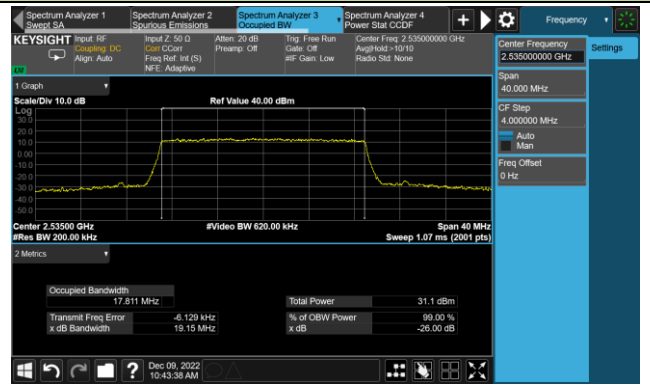 Spectrum Analyzer 1
Swept SA
Spectrum Analyzer 2
Spurious Emissions
Spectrum Analyzer 3
Occupied BW
Spectrum Analyzer 4
Power Stat CCDF
Frequency
KEYSIGHT
Input: RF
Coupling: DC
Align: Auto
Input Z: 50 Ω
Corr CCorr
Freq Ref: Int (S)
NFE: Adaptive
Atten: 20 dB
Preamp: Off
Trig: Free Run
Gate: Off
#IF Gain: Low
Center Freq: 2.535000000 GHz
Avg|Hold:>10/10
Radio Std: None
Center Frequency
2.535000000 GHz
Settings
Span
40.000 MHz
CF Step
4.000000 MHz
Auto
Man
Freq Offset
0 Hz
1 Graph
Scale/Div 10.0 dB
Ref Value 40.00 dBm
Log
30.0
20.0
10.0
0.00
-10.0
-20.0
-30.0
-40.0
-50.0
Center 2.53500 GHz
#Video BW 620.00 kHz
Span 40 MHz
#Res BW 200.00 kHz
Sweep 1.07 ms (2001 pts)
2 Metrics
Occupied Bandwidth
17.811 MHz
Total Power
31.1 dBm
Transmit Freq Error
-6.129 kHz
% of OBW Power
99.00 %
x dB Bandwidth
19.15 MHz
x dB
-26.00 dB
?
Dec 09, 2022
10:43:38 AM